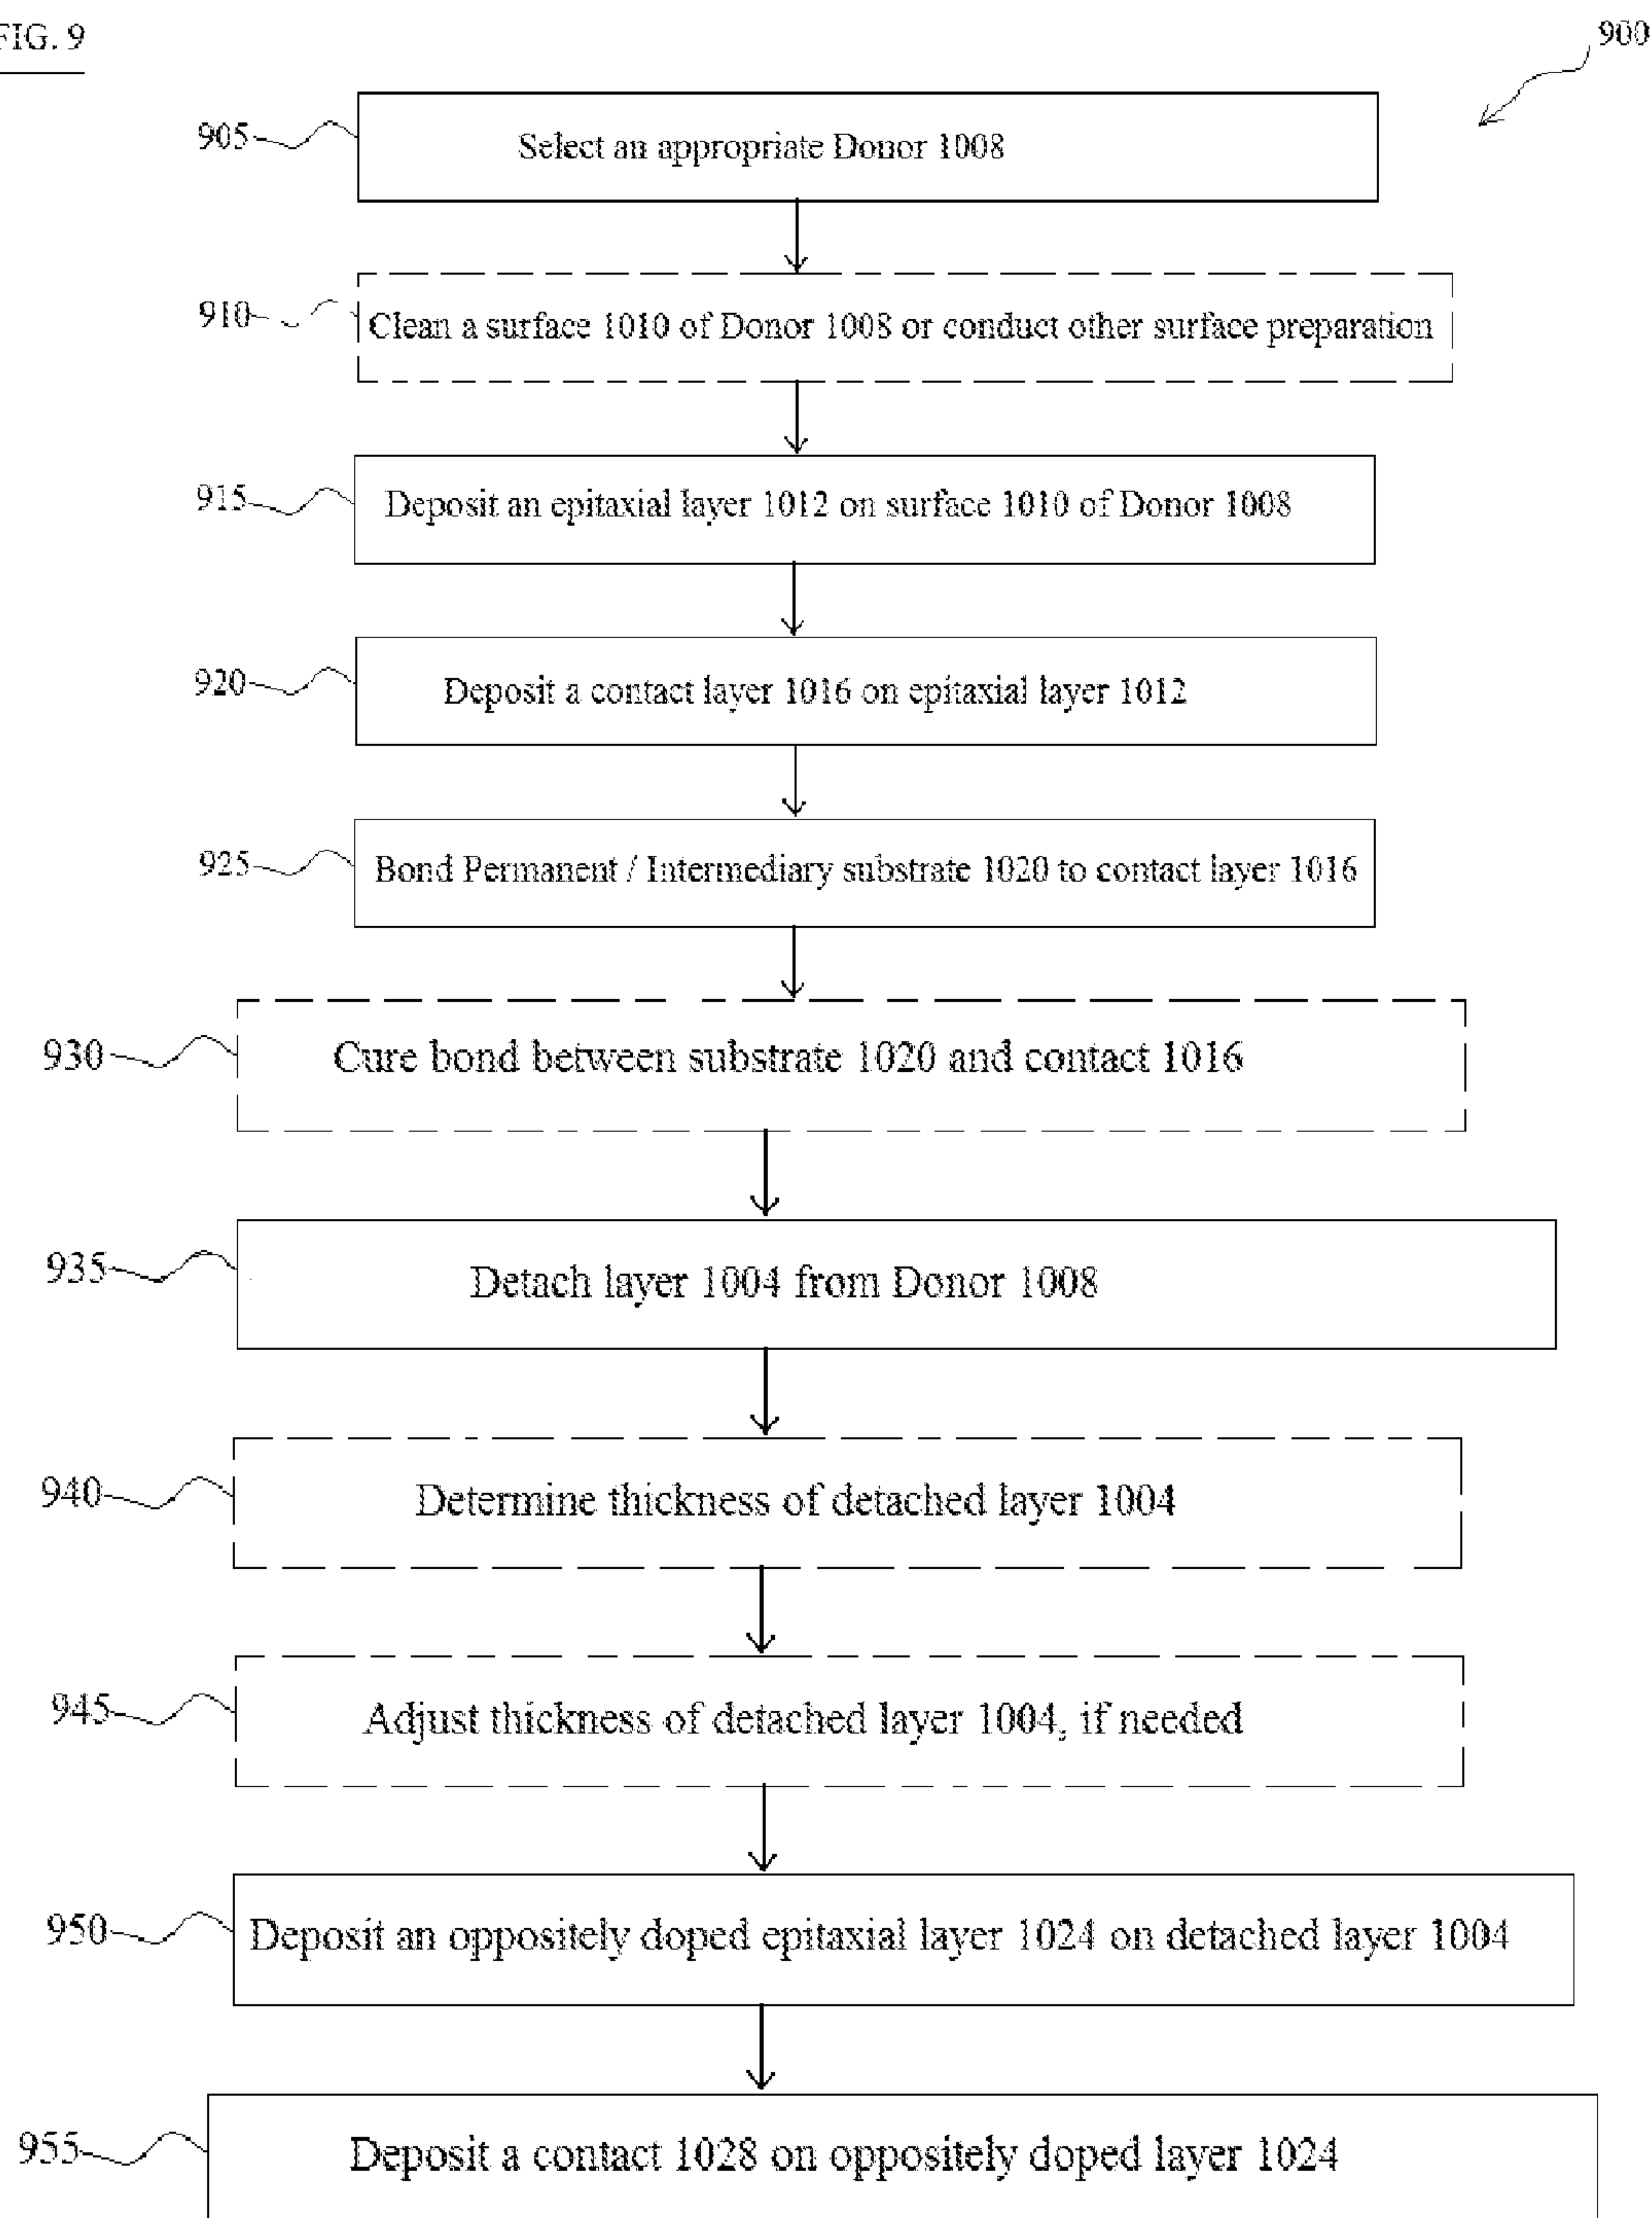 FIG. 9
900
905 Select an appropriate Donor 1008
910 Clean a surface 1010 of Donor 1008 or conduct other surface preparation
915 Deposit an epitaxial layer 1012 on surface 1010 of Donor 1008
920 Deposit a contact layer 1016 on epitaxial layer 1012
925 Bond Permanent / Intermediary substrate 1020 to contact layer 1016
930 Cure bond between substrate 1020 and contact 1016
935 Detach layer 1004 from Donor 1008
940 Determine thickness of detached layer 1004
945 Adjust thickness of detached layer 1004, if needed
950 Deposit an oppositely doped epitaxial layer 1024 on detached layer 1004
955 Deposit a contact 1028 on oppositely doped layer 1024